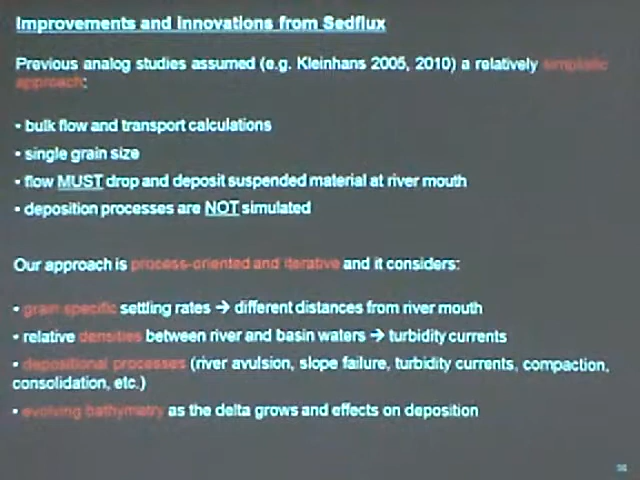 Improvements and Innovations from Sedflux
Previous analog studies assumed (e.g. Kleinhans 2005, 2010) a relatively simplistic
approach:
• bulk flow and transport calculations
• single grain size
• flow MUST drop and deposit suspended material at river mouth
• deposition processes are NOT simulated
Our approach is process-oriented and iterative and it considers:
• grain specific settling rates → different distances from river mouth
• relative densities between river and basin waters → turbidity currents
• depositional processes (river avulsion, slope failure, turbidity currents, compaction,
consolidation, etc.)
• evolving bathymetry as the delta grows and effects on deposition